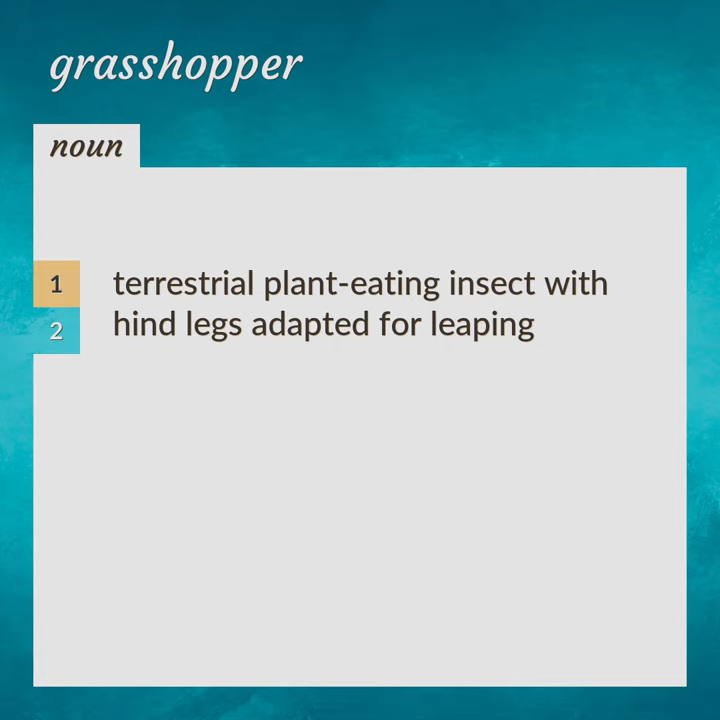 grasshopper
noun
1
terrestrial plant-eating insect with
2
hind legs adapted for leaping